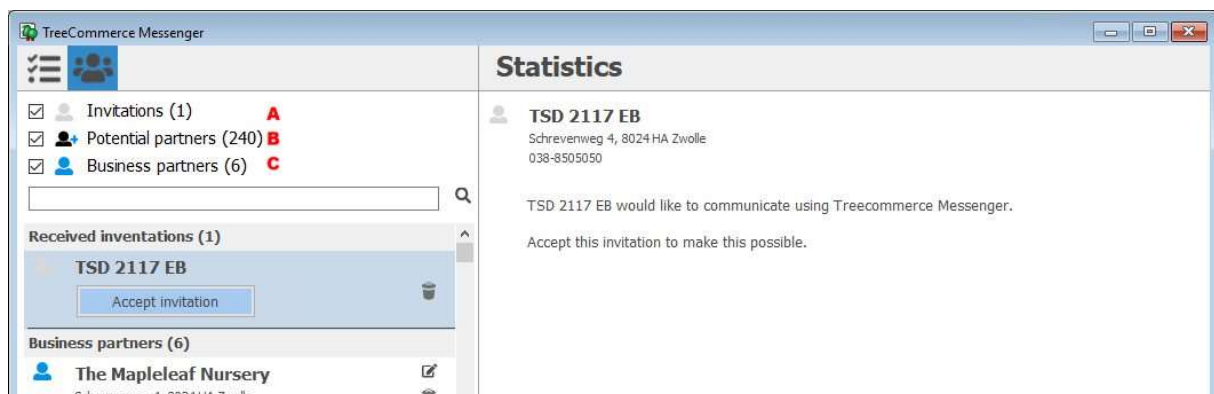 TreeCommerce Messenger
Statistics
Invitations (1) A
Potential partners (240) B
Business partners (6) C
Received inventations (1)
TSD 2117 EB
Accept invitation
Business partners (6)
The Mapleleaf Nursery
TSD 2117 EB
Schrevenweg 4, 8024 HA Zwolle
038-8505050
TSD 2117 EB would like to communicate using Treecommerce Messenger.
Accept this invitation to make this possible.